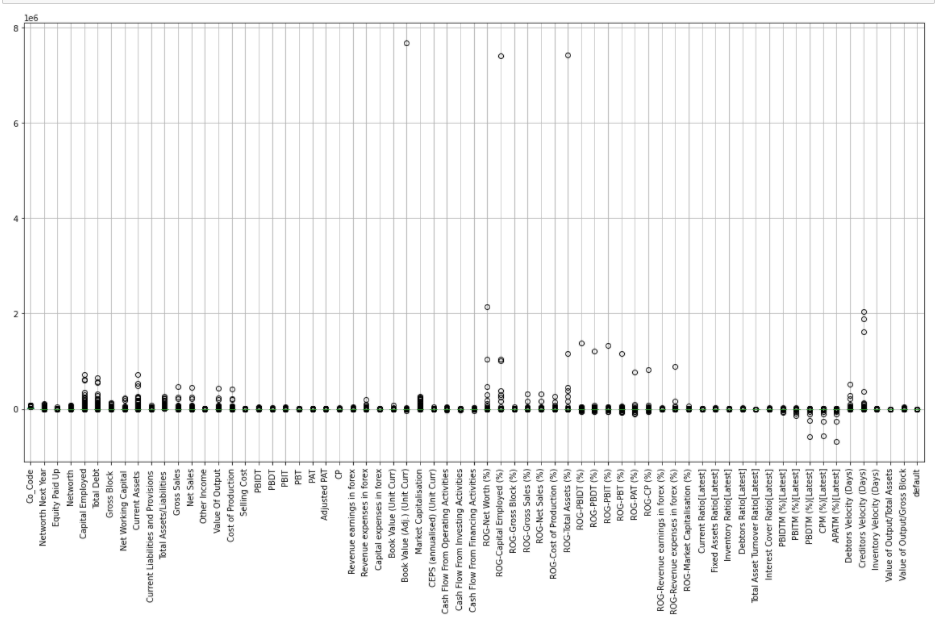 1e6
8
6
4
2
0
Co_Code
Networth Next Year
Equity Paid Up
Networth
Capital Employed
Total Debt
Gross Block
Net Working Capital
Current Assets
Current Liabilities and Provisions
Total Assets/Liabilities
Gross Sales
Net Sales
Other Income
Value Of Output
Cost of Production
Selling Cost
PBIDT
PBDT
PBIT
PBT
PAT
Adjusted PAT
CP
Revenue earnings in forex
Revenue expenses in forex
Capital expenses in forex
Book Value (Unit Curr)
Book Value (Adj.) (Unit Curr)
Market Capitalisation
CEPS (annualised) (Unit Curr)
Cash Flow From Operating Activities
Cash Flow From Investing Activities
Cash Flow From Financing Activities
ROG-Net Worth (%)
ROG-Capital Employed (%)
ROG-Gross Block (%)
ROG-Gross Sales (%)
ROG-Net Sales (%)
ROG-Cost of Production (%)
ROG-Total Assets (%)
ROG-PBIDT (%)
ROG-PBDT (%)
ROG-PBIT (%)
ROG-PBT (%)
ROG-PAT (%)
ROG-CP (%)
ROG-Revenue earnings in forex (%)
ROG-Revenue expenses in forex (%)
ROG-Market Capitalisation (%)
Current Ratio[Latest]
Fixed Assets Ratio[Latest]
Inventory Ratio[Latest]
Debtors Ratio[Latest]
Total Asset Turnover Ratio[Latest]
Interest Cover Ratio[Latest]
PBIDTM (%)[Latest]
PBITM (%)[Latest]
PBDTM (%)[Latest]
CPM (%)[Latest]
APATM (%)[Latest]
Debtors Velocity (Days)
Creditors Velocity (Days)
Inventory Velocity (Days)
Value of Output/Total Assets
Value of Output/Gross Block
default